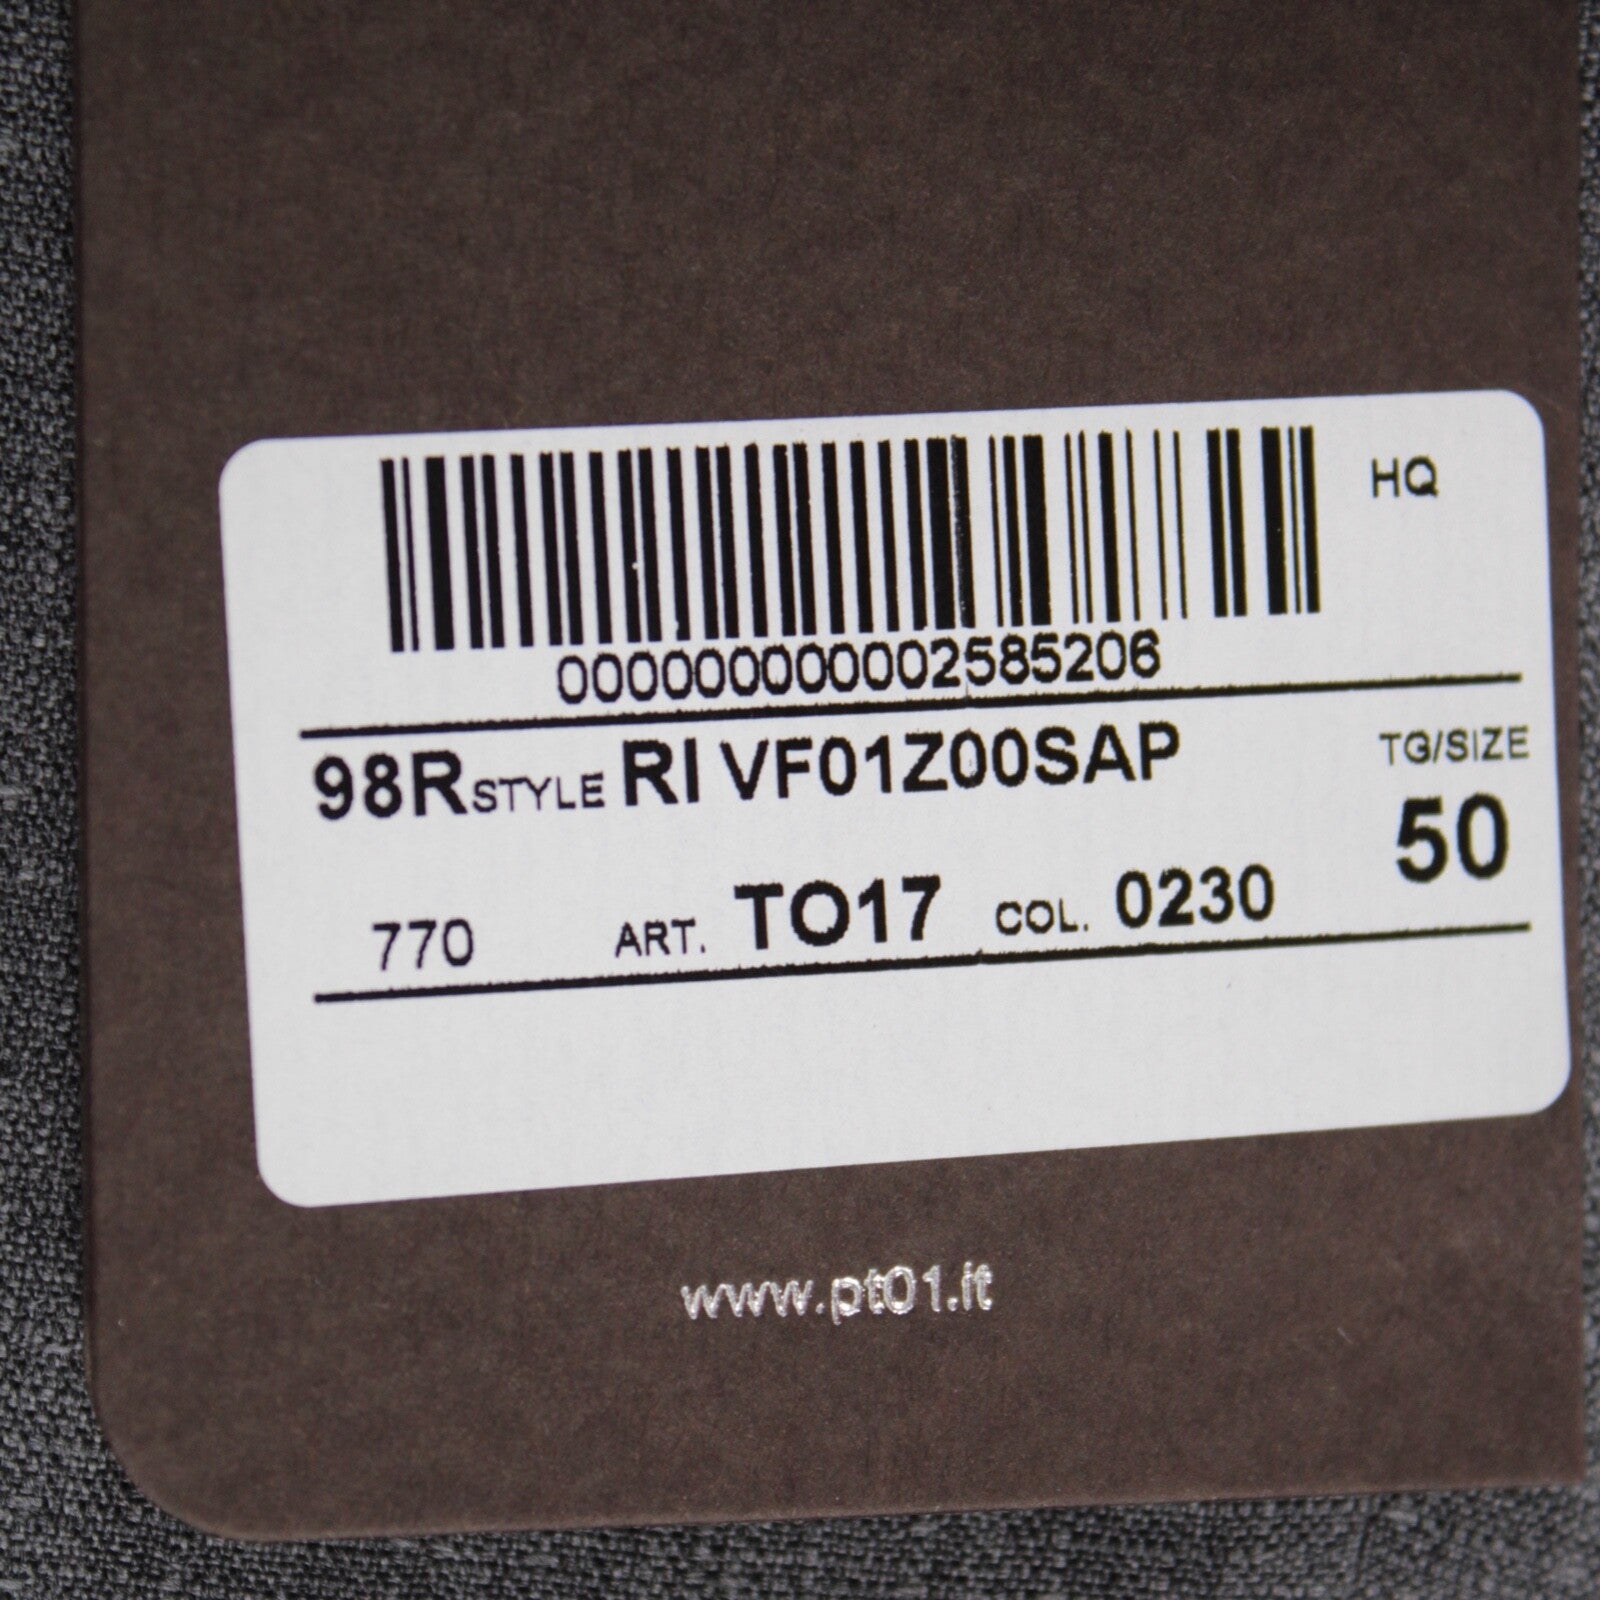 HQ
000000000002585206
98R STYLE RI VF01Z00SAP TG/SIZE
50
770 ART. TO17 COL. 0230
www.pt01.it